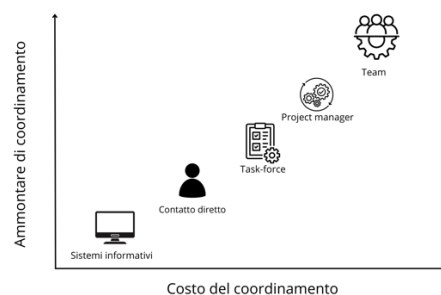 Ammontare di coordinamento
Team
Project manager
Task-force
Contatto diretto
Sistemi informativi
Costo del coordinamento